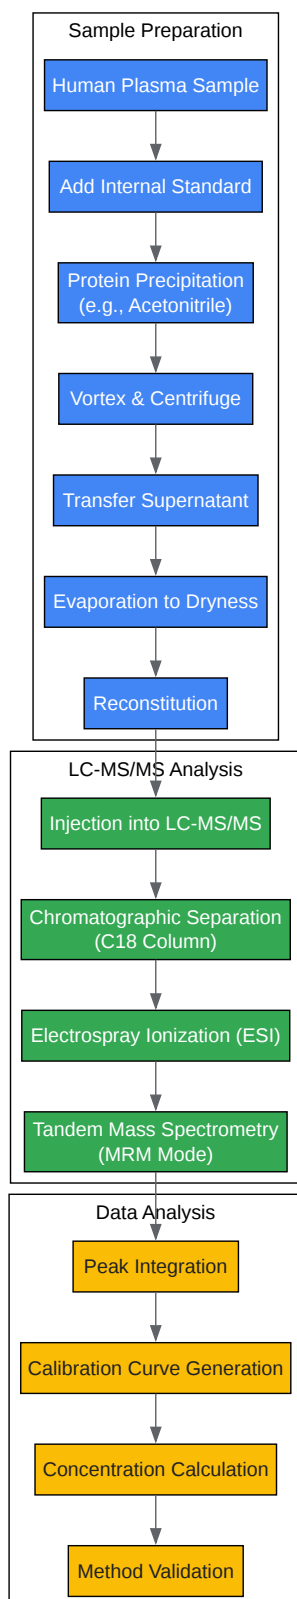 Sample Preparation
Human Plasma Sample
Add Internal Standard
Protein Precipitation
(e.g., Acetonitrile)
Vortex & Centrifuge
Transfer Supernatant
Evaporation to Dryness
Reconstitution
LC-MS/MS Analysis
Injection into LC-MS/MS
Chromatographic Separation
(C18 Column)
Electrospray Ionization (ESI)
Tandem Mass Spectrometry
(MRM Mode)
Data Analysis
Peak Integration
Calibration Curve Generation
Concentration Calculation
Method Validation